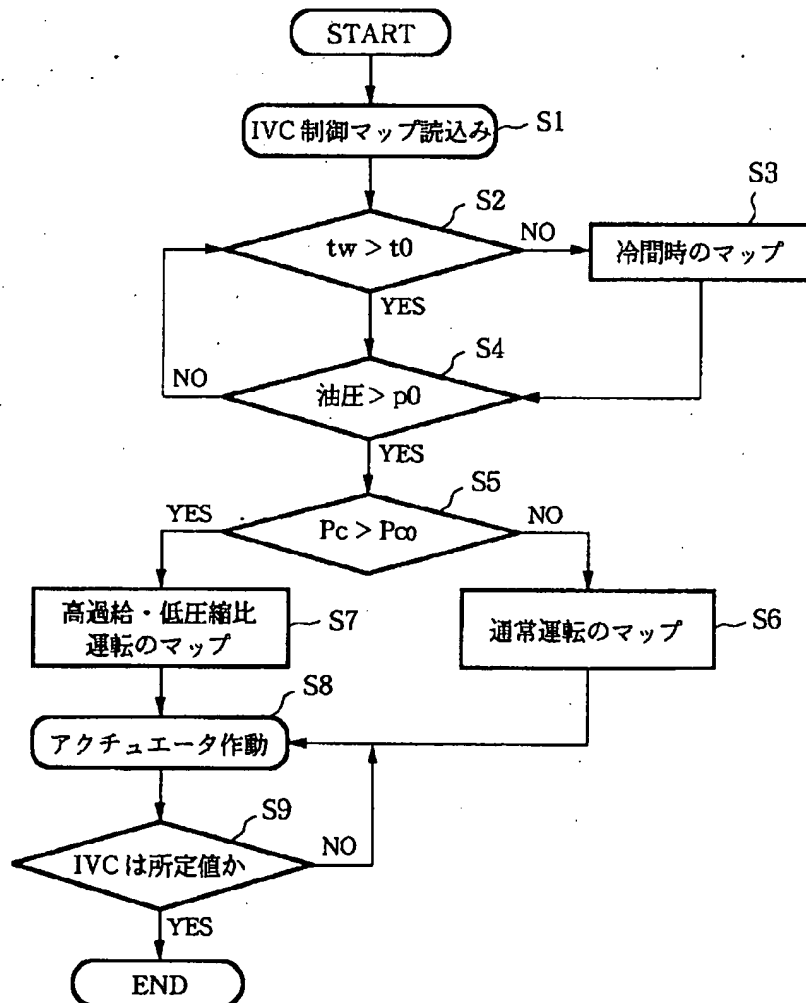 START
IVC 制御マップ読込み
S1
S2
tw > t0
NO
S3
冷間時のマップ
YES
S4
油圧 > p0
NO
YES
S5
Pc > Pco
YES
NO
高過給・低圧縮比
運転のマップ
S7
通常運転のマップ
S6
S8
アクチュエータ作動
S9
IVC は所定値か
NO
YES
END